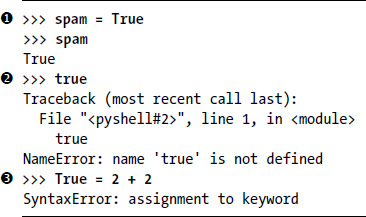 ❶ >>> spam = True
>>> spam
True
❷ >>> true
Traceback (most recent call last):
  File "<pyshell#2>", line 1, in <module>
    true
NameError: name 'true' is not defined
❸ >>> True = 2 + 2
SyntaxError: assignment to keyword